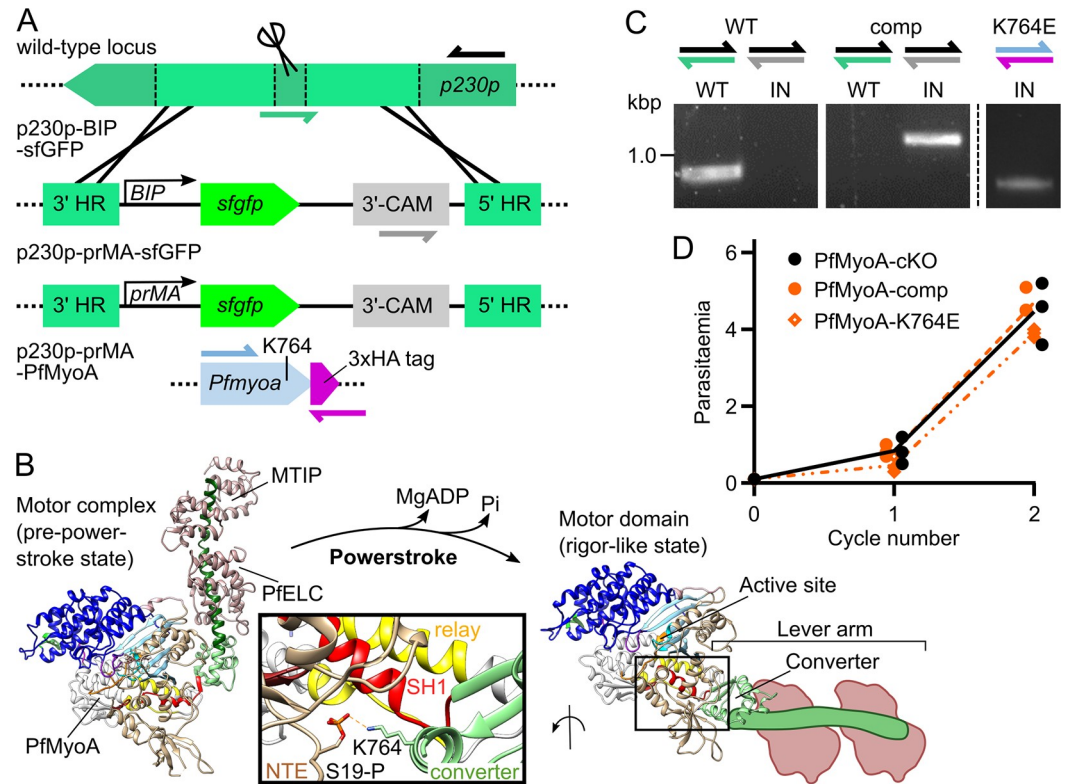 A
wild-type locus
p230p
p230p-BIP
-sfGFP
3' HR
BIP
sfgfp
3'-CAM
5' HR
p230p-prMA-sfGFP
3' HR
prMA
sfgfp
3'-CAM
5' HR
p230p-prMA
-PfMyoA
K764
3xHA tag
Pfmyoa
B
Motor complex
(pre-power-
stroke state)
MTIP
PfELC
PfMyoA
MgADP
Pi
Powerstroke
relay
SH1
K764
NTE
S19-P
converter
Motor domain
(rigor-like state)
Active site
Lever arm
Converter
C
WT
comp
K764E
WT
IN
WT
IN
IN
kbp
1.0
D
Parasitaemia
6
4
2
0
0
1
2
Cycle number
PfMyoA-cKO
PfMyoA-comp
PfMyoA-K764E